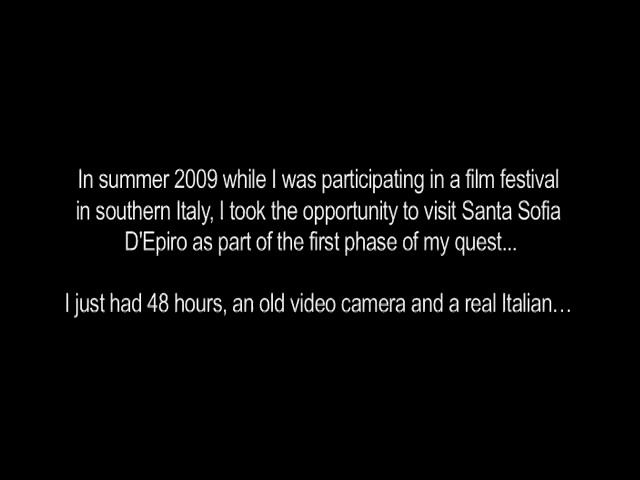 In summer 2009 while I was participating in a film festival
in southern Italy, I took the opportunity to visit Santa Sofia
D'Epiro as part of the first phase of my quest...
I just had 48 hours, an old video camera and a real Italian…